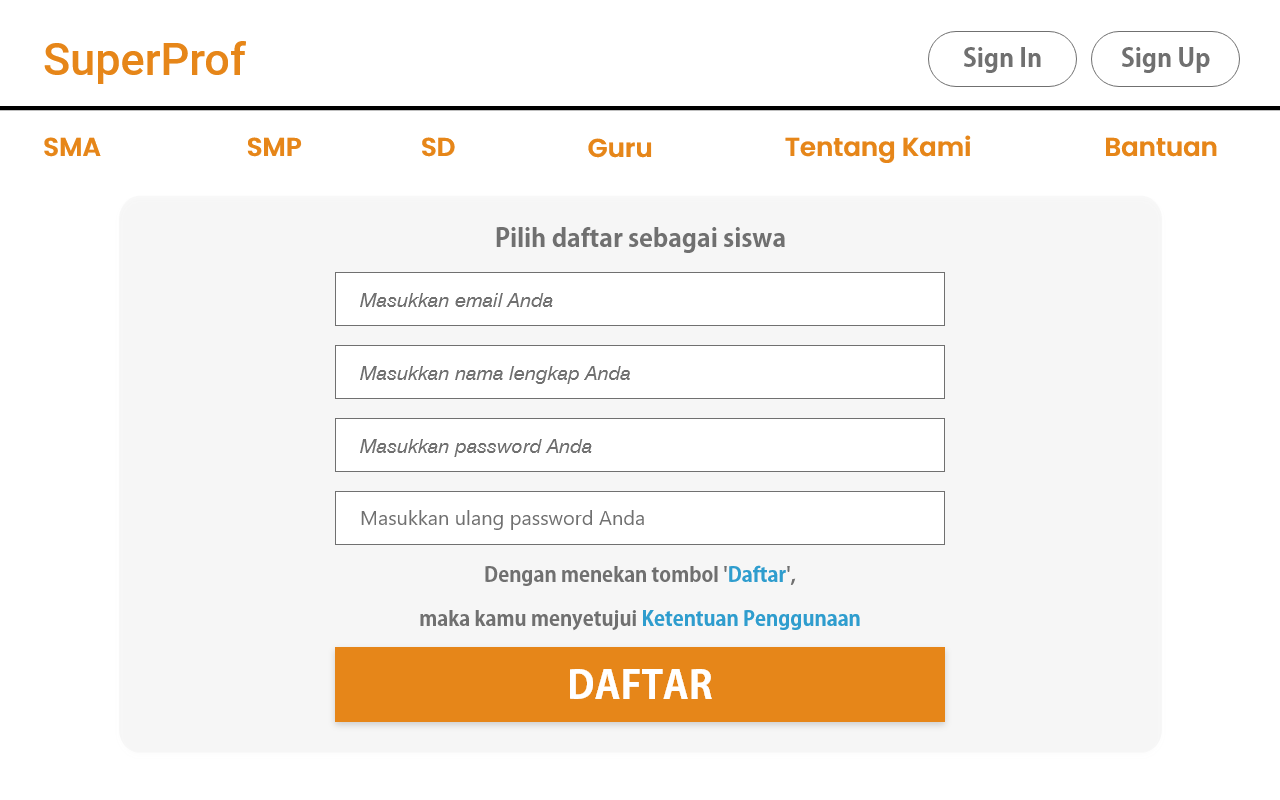 SuperProf
Sign In
Sign Up
SMA
SMP
SD
Guru
Tentang Kami
Bantuan
Pilih daftar sebagai siswa
Masukkan email Anda
Masukkan nama lengkap Anda
Masukkan password Anda
Masukkan ulang password Anda
Dengan menekan tombol 'Daftar',
maka kamu menyetujui Ketentuan Penggunaan
DAFTAR